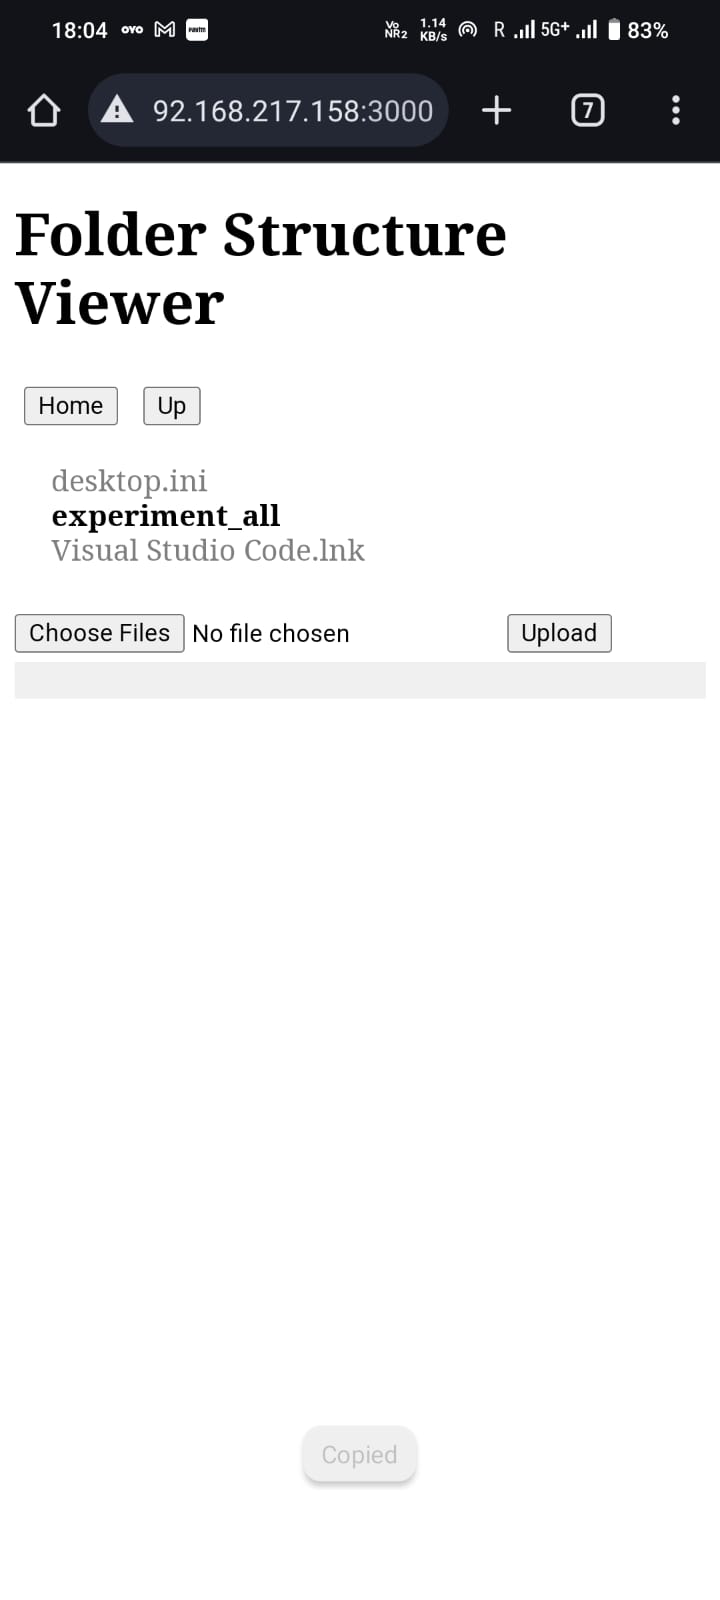 18:04 OYO Paytm Vo NR2 1.14 KB/s R 5G+ 83%
92.168.217.158:3000 7
Folder Structure
Viewer
Home Up
desktop.ini
experiment_all
Visual Studio Code.lnk
Choose Files No file chosen Upload
Copied